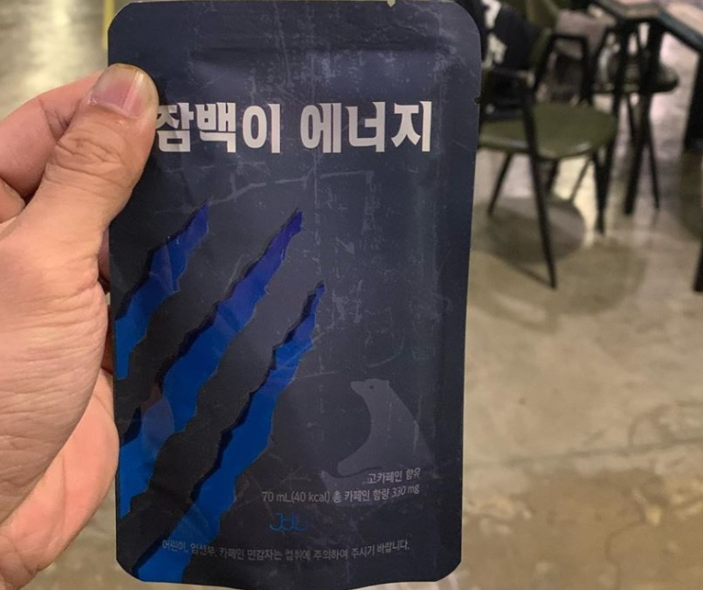 잠백이 에너지
고카페인 함유
70 mL(40 kcal) 총 카페인 함량 330 mg
어린이, 임산부, 카페인 민감자는 섭취에 주의하여 주시기 바랍니다.